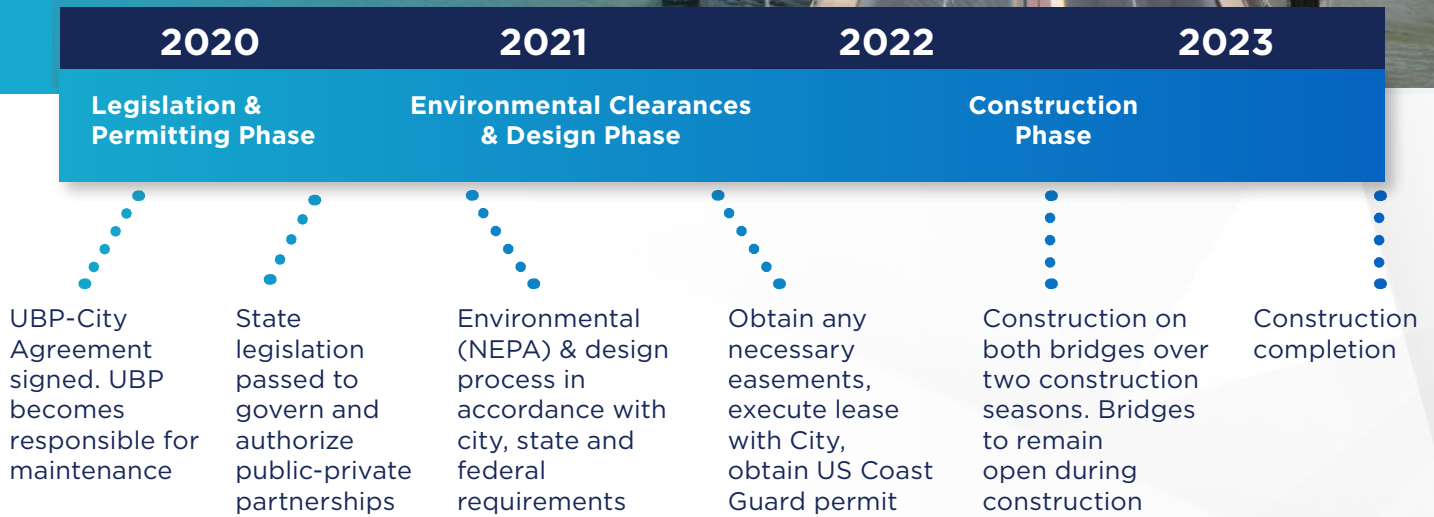 2020
2021
2022
2023
Legislation &
Permitting Phase
Environmental Clearances
& Design Phase
Construction
Phase
UBP-City
Agreement
signed. UBP
becomes
responsible for
maintenance
State
legislation
passed to
govern and
authorize
public-private
partnerships
Environmental
(NEPA) & design
process in
accordance with
city, state and
federal
requirements
Obtain any
necessary
easements,
execute lease
with City,
obtain US Coast
Guard permit
Construction on
both bridges over
two construction
seasons. Bridges
to remain
open during
construction
Construction
completion